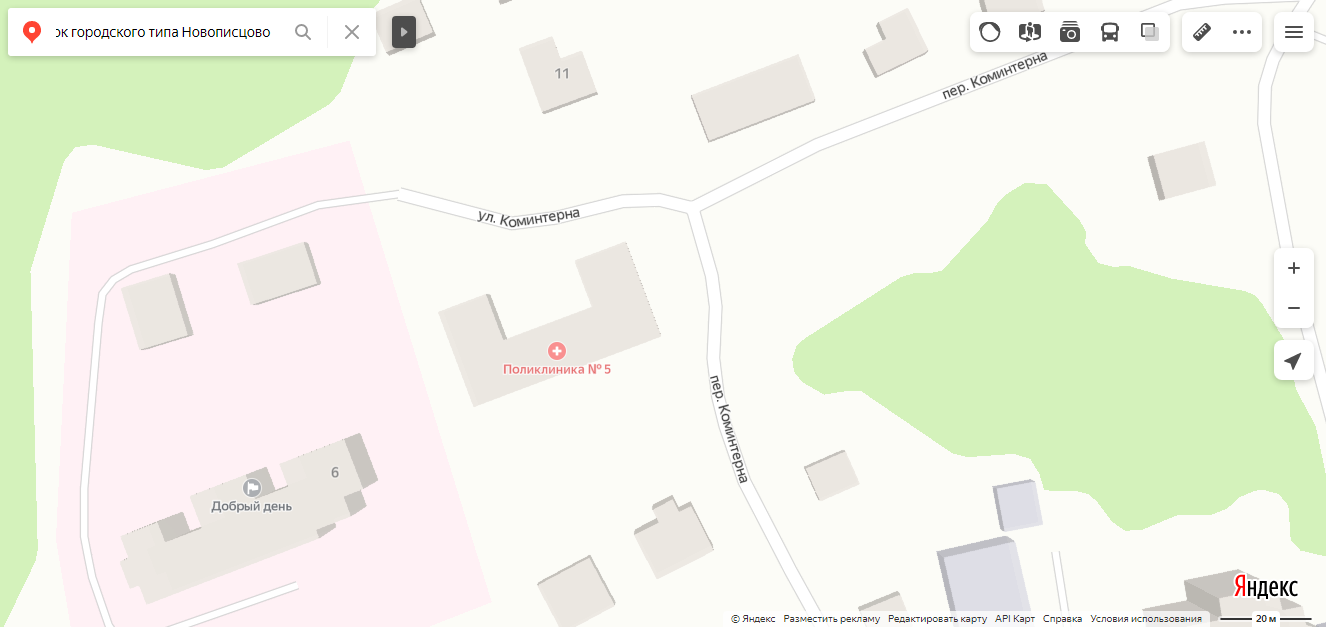 ок городского типа Новописцово
11
пер. Коминтерна
ул. Коминтерна
Поликлиника № 5
пер. Коминтерна
6
Добрый день
Яндекс
© Яндекс Разместить рекламу Редактировать карту API Карт Справка Условия использования 20 м